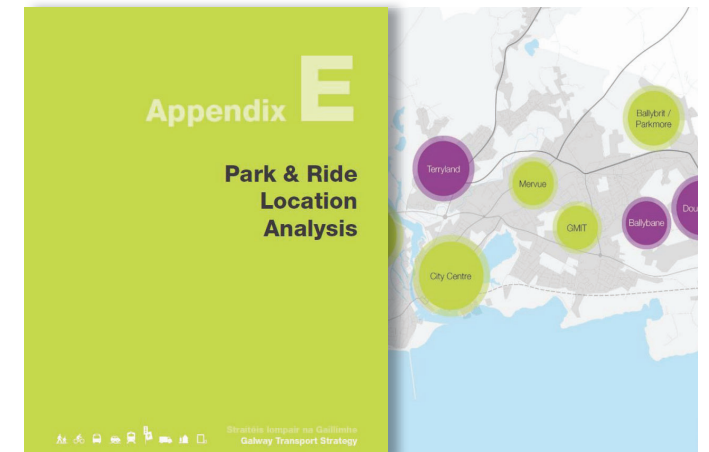 Appendix E
Park & Ride
Location
Analysis
Straitéis Iompair na Gaillimhe
Galway Transport Strategy
Ballybrit /
Parkmore
Terryland
Mervue
GMIT
Ballybane
Dou
City Centre